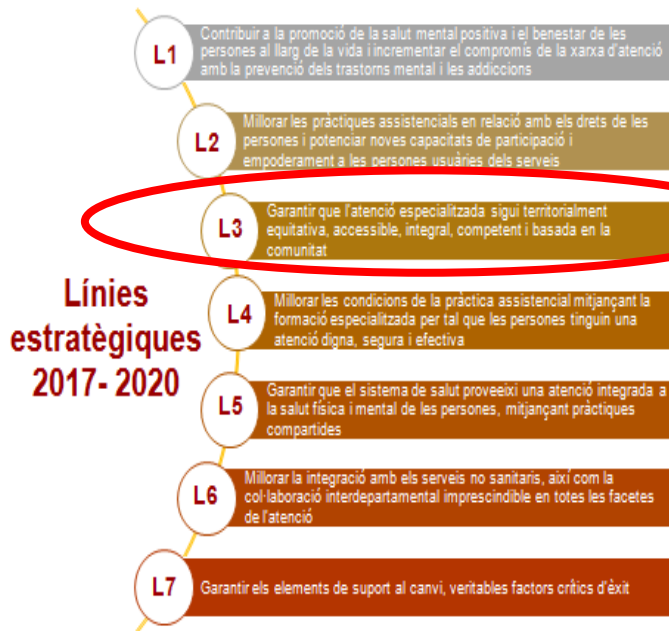 L1
Contribuir a la promoció de la salut mental positiva i el benestar de les
persones al llarg de la vida i incrementar el compromís de la xarxa d'atenció
amb la prevenció dels trastorns mental i les addiccions
L2
Millorar les pràctiques assistencials en relació amb els drets de les
persones i potenciar noves capacitats de participació i
empoderament a les persones usuàries dels serveis
L3
Garantir que l'atenció especialitzada sigui territorialment
equitativa, accessible, integral, competent i basada en la
comunitat
Línies
estratègiques
2017- 2020
L4
Millorar les condicions de la pràctica assistencial mitjançant la
formació especialitzada per tal que les persones tinguin una
atenció digna, segura i efectiva
L5
Garantir que el sistema de salut proveeixi una atenció integrada a
la salut física i mental de les persones, mitjançant pràctiques
compartides
L6
Millorar la integració amb els serveis no sanitaris, així com la
col·laboració interdepartamental imprescindible en totes les facetes
de l'atenció
L7
Garantir els elements de suport al canvi, veritables factors crítics d'èxit